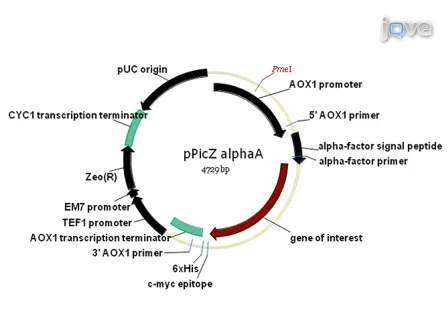 jove
pUC origin
PmeI
AOX1 promoter
CYC1 transcription terminator
5' AOX1 primer
alpha-factor signal peptide
alpha-factor primer
pPicZ alphaA
4729bp
Zeo(R)
EM7 promoter
TEF1 promoter
AOX1 transcription terminator
3' AOX1 primer
gene of interest
6xHis
c-myc epitope